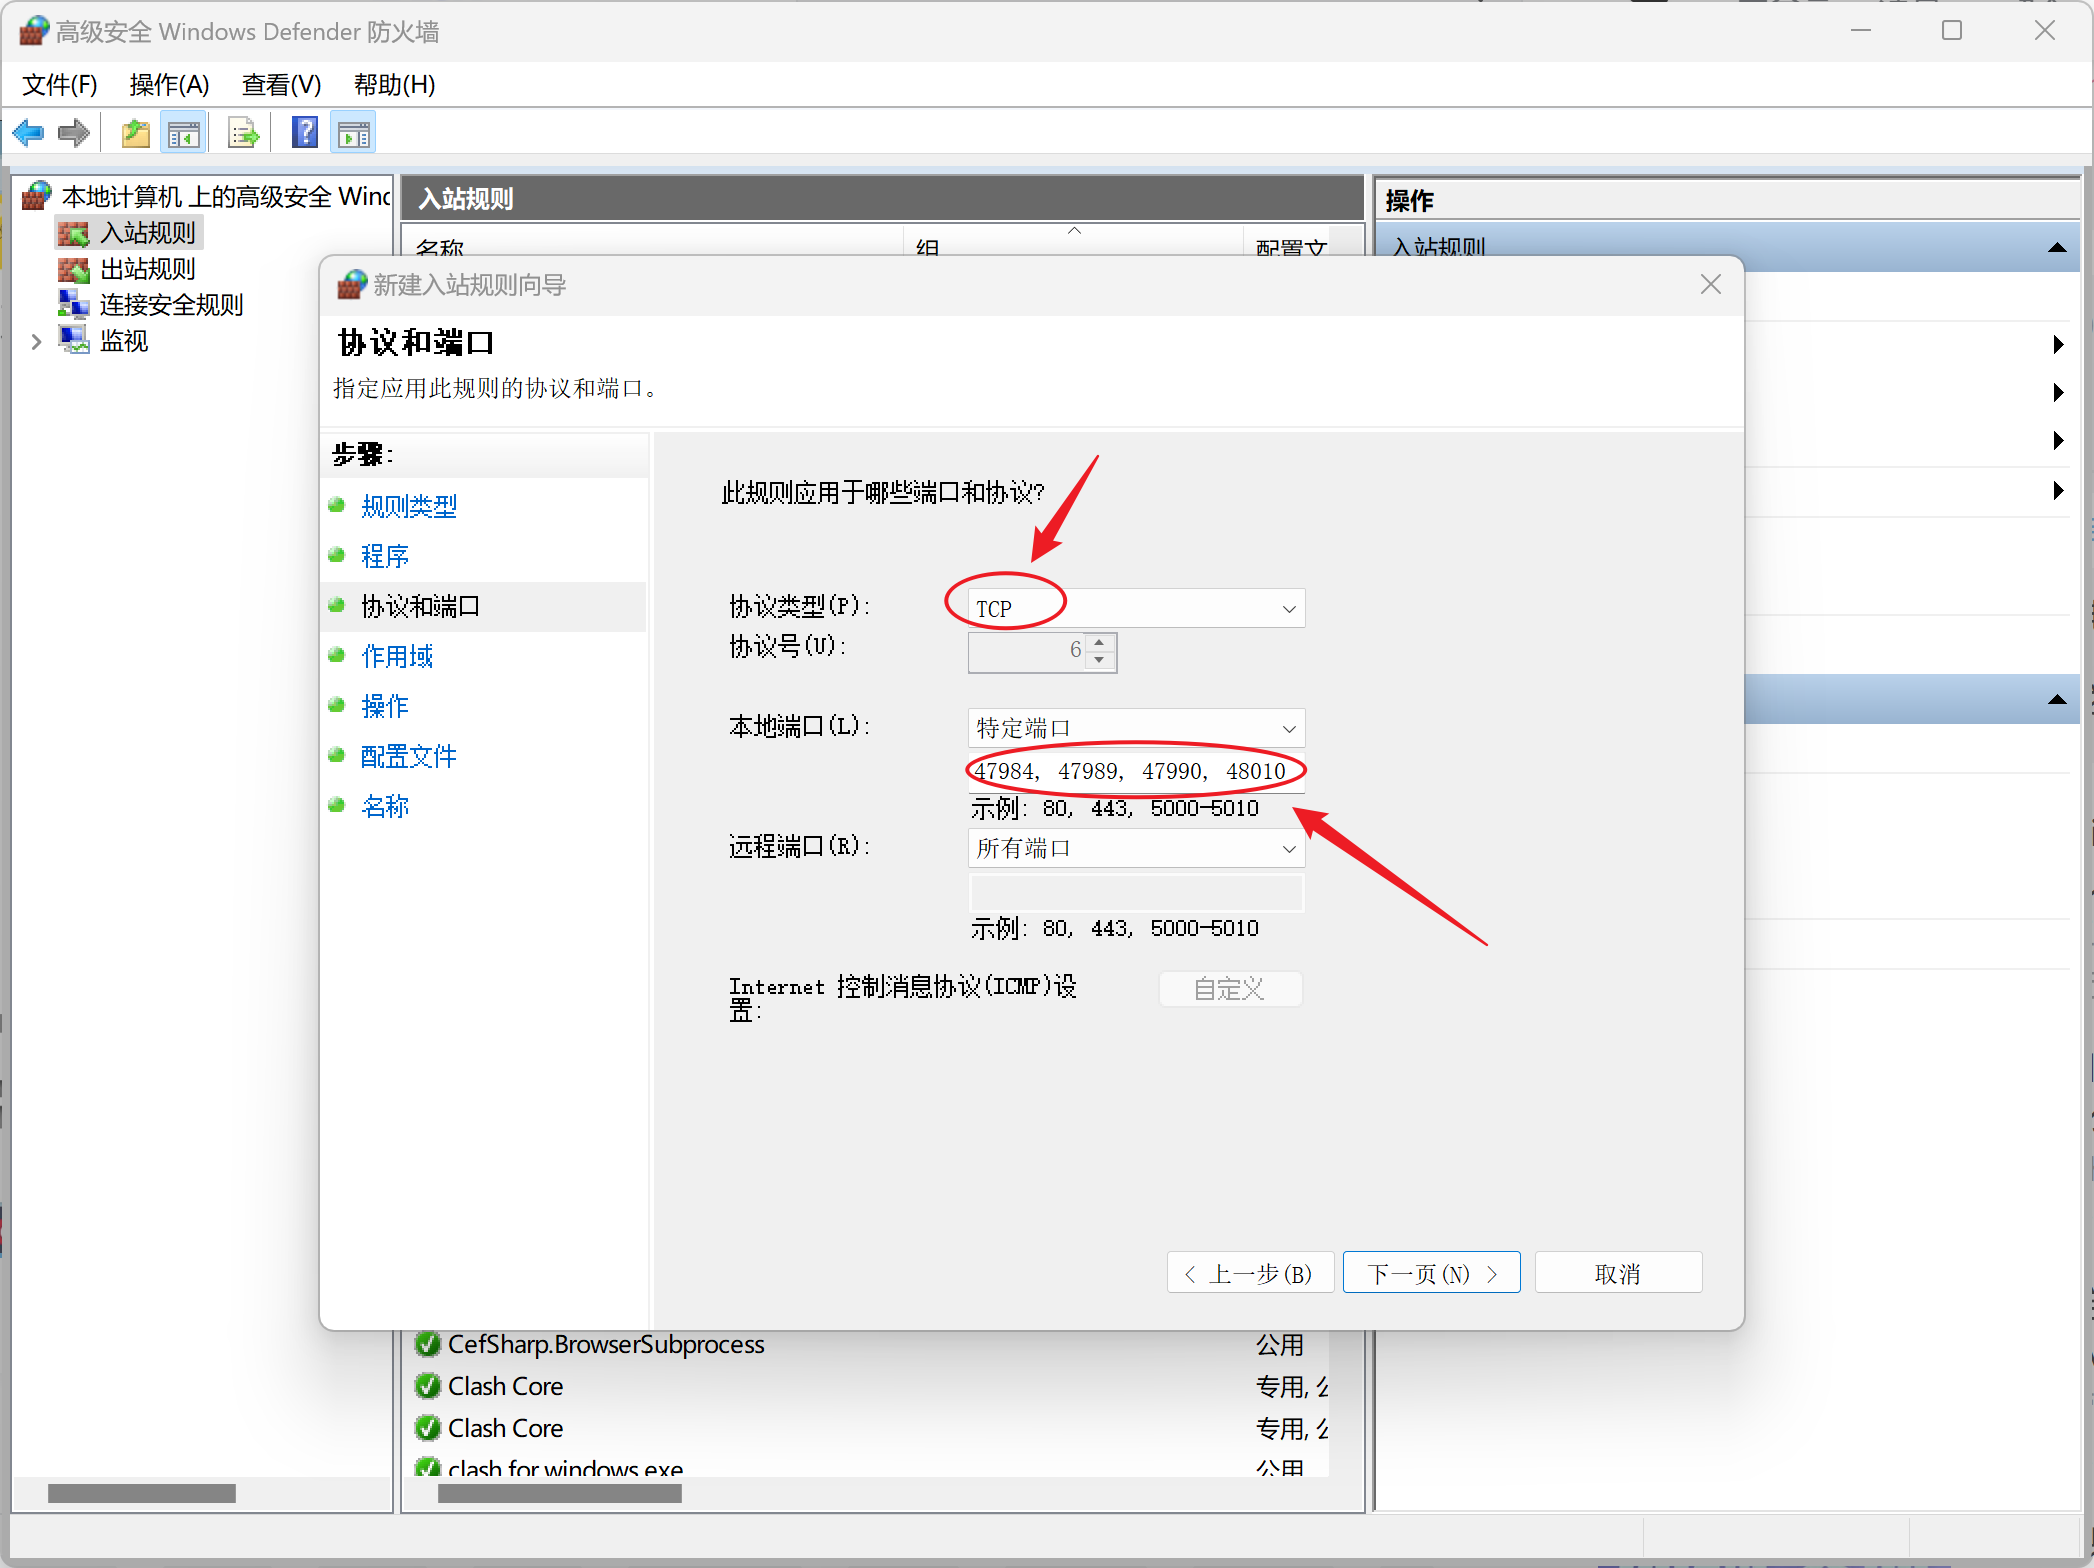 高级安全 Windows Defender 防火墙
文件(F) 操作(A) 查看(V) 帮助(H)
本地计算机 上的高级安全 Wind
入站规则
出站规则
连接安全规则
监视
入站规则
名称 组 配置文
操作
入站规则
新建入站规则向导
协议和端口
指定应用此规则的协议和端口。
步骤:
规则类型
程序
协议和端口
作用域
操作
配置文件
名称
此规则应用于哪些端口和协议?
协议类型(P): TCP
协议号(U): 6
本地端口(L): 特定端口
47984, 47989, 47990, 48010
示例: 80, 443, 5000-5010
远程端口(R): 所有端口
示例: 80, 443, 5000-5010
Internet 控制消息协议(ICMP)设
置: 自定义
< 上一步(B) 下一页(N) > 取消
CefSharp.BrowserSubprocess 公用
Clash Core 专用, 公
Clash Core 专用, 公
clash for windows.exe 公用